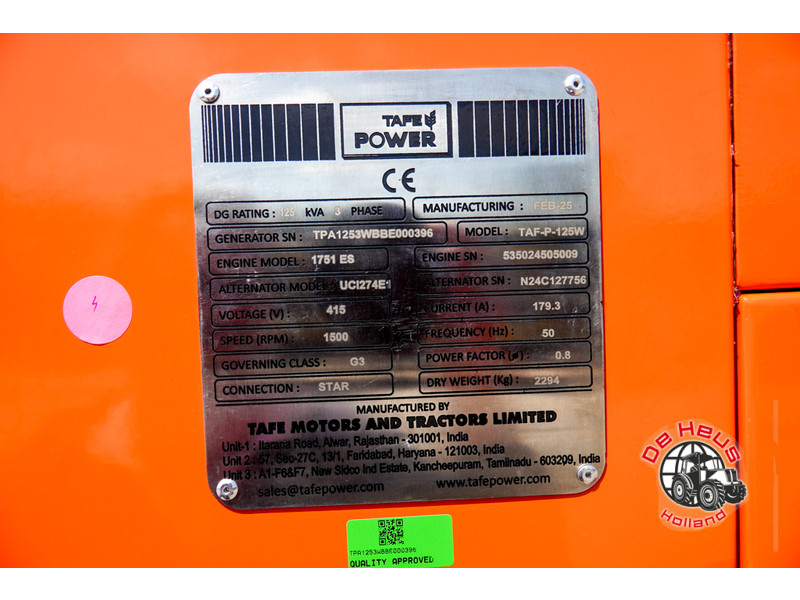 TAFE
POWER
CE
DG RATING : 125 kVA 3 PHASE
MANUFACTURING : FEB-25
GENERATOR SN : TPA1253WBBE000396
MODEL : TAF-P-125W
ENGINE MODEL : 1751 ES
ENGINE SN : 535024505009
ALTERNATOR MODEL : UCI274E1
ALTERNATOR SN : N24C127756
VOLTAGE (V) : 415
CURRENT (A) : 179.3
SPEED (RPM) : 1500
FREQUENCY (Hz) : 50
GOVERNING CLASS : G3
POWER FACTOR (ø) : 0.8
CONNECTION : STAR
DRY WEIGHT (Kg) : 2294
MANUFACTURED BY
TAFE MOTORS AND TRACTORS LIMITED
Unit-1 : Itarana Road, Alwar, Rajasthan - 301001, India
Unit 2 : 57, Sec-27C, 13/1, Faridabad, Haryana - 121003, India
Unit 3 : A1-F6&F7, New Sidco Ind Estate, Kancheepuram, Tamilnadu - 603209, India
sales@tafepower.com www.tafepower.com
TPA1253WBBE000396
QUALITY APPROVED
De Heus
Holland